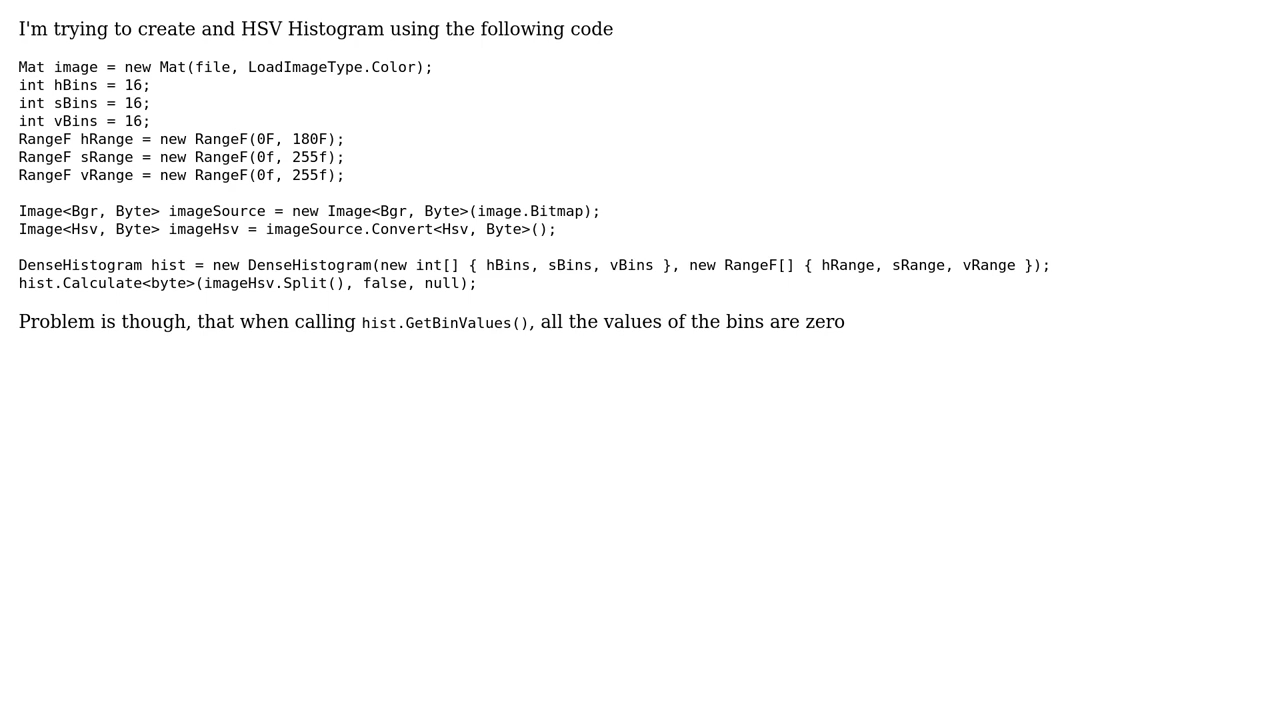 I'm trying to create and HSV Histogram using the following code
Mat image = new Mat(file, LoadImageType.Color);
int hBins = 16;
int sBins = 16;
int vBins = 16;
RangeF hRange = new RangeF(0F, 180F);
RangeF sRange = new RangeF(0f, 255f);
RangeF vRange = new RangeF(0f, 255f);
Image<Bgr, Byte> imageSource = new Image<Bgr, Byte>(image.Bitmap);
Image<Hsv, Byte> imageHsv = imageSource.Convert<Hsv, Byte>();
DenseHistogram hist = new DenseHistogram(new int[] { hBins, sBins, vBins }, new RangeF[] { hRange, sRange, vRange });
hist.Calculate<byte>(imageHsv.Split(), false, null);
Problem is though, that when calling hist.GetBinValues(), all the values of the bins are zero